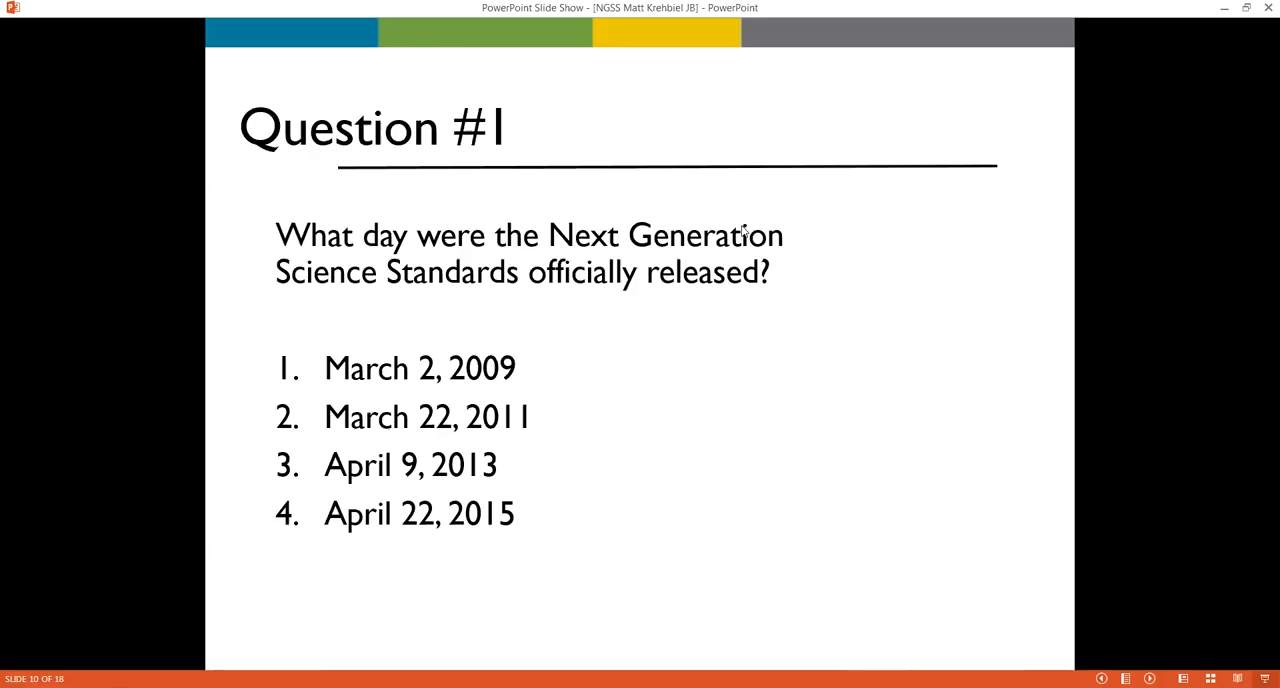 PowerPoint Slide Show - [NGSS Matt Krehbiel JB] - PowerPoint
Question #1
What day were the Next Generation
Science Standards officially released?
1. March 2, 2009
2. March 22, 2011
3. April 9, 2013
4. April 22, 2015
SLIDE 10 OF 18